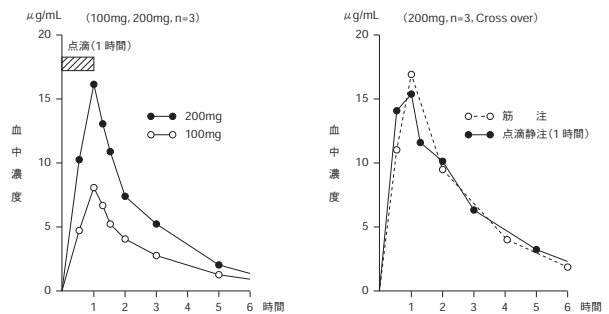 μg/mL
(100mg, 200mg, n=3)
点滴(1時間)
200mg
100mg
血中濃度
20
15
10
5
0
1 2 3 4 5 6 時間
μg/mL
(200mg, n=3, Cross over)
筋 注
点滴静注(1時間)
血中濃度
20
15
10
5
0
1 2 3 4 5 6 時間